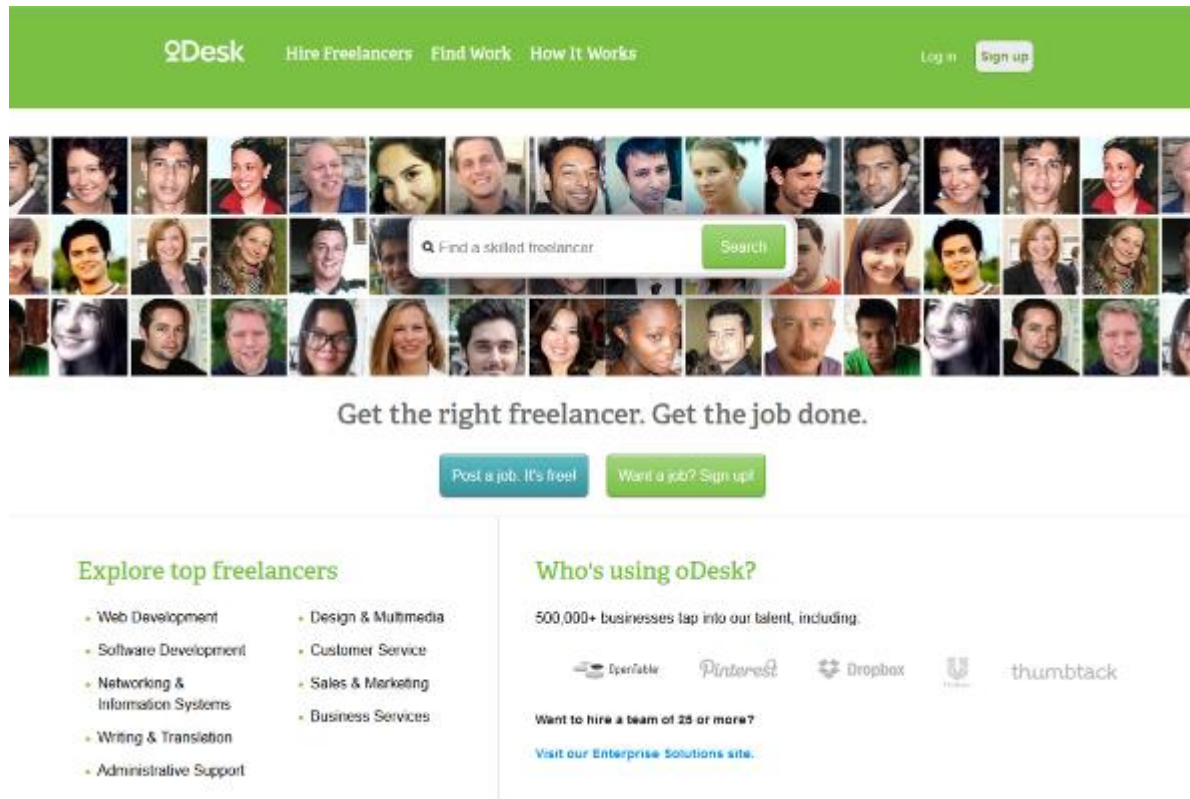 oDesk Hire Freelancers Find Work How It Works Log in Sign up
Find a skilled freelancer Search
Get the right freelancer. Get the job done.
Post a job. It's free! Want a job? Sign up!
Explore top freelancers
Web Development
Software Development
Networking &
Information Systems
Writing & Translation
Administrative Support
Design & Multimedia
Customer Service
Sales & Marketing
Business Services
Who's using oDesk?
500,000+ businesses tap into our talent, including:
OpenTable Pinterest Dropbox thumbtack
Want to hire a team of 25 or more?
Visit our Enterprise Solutions site.